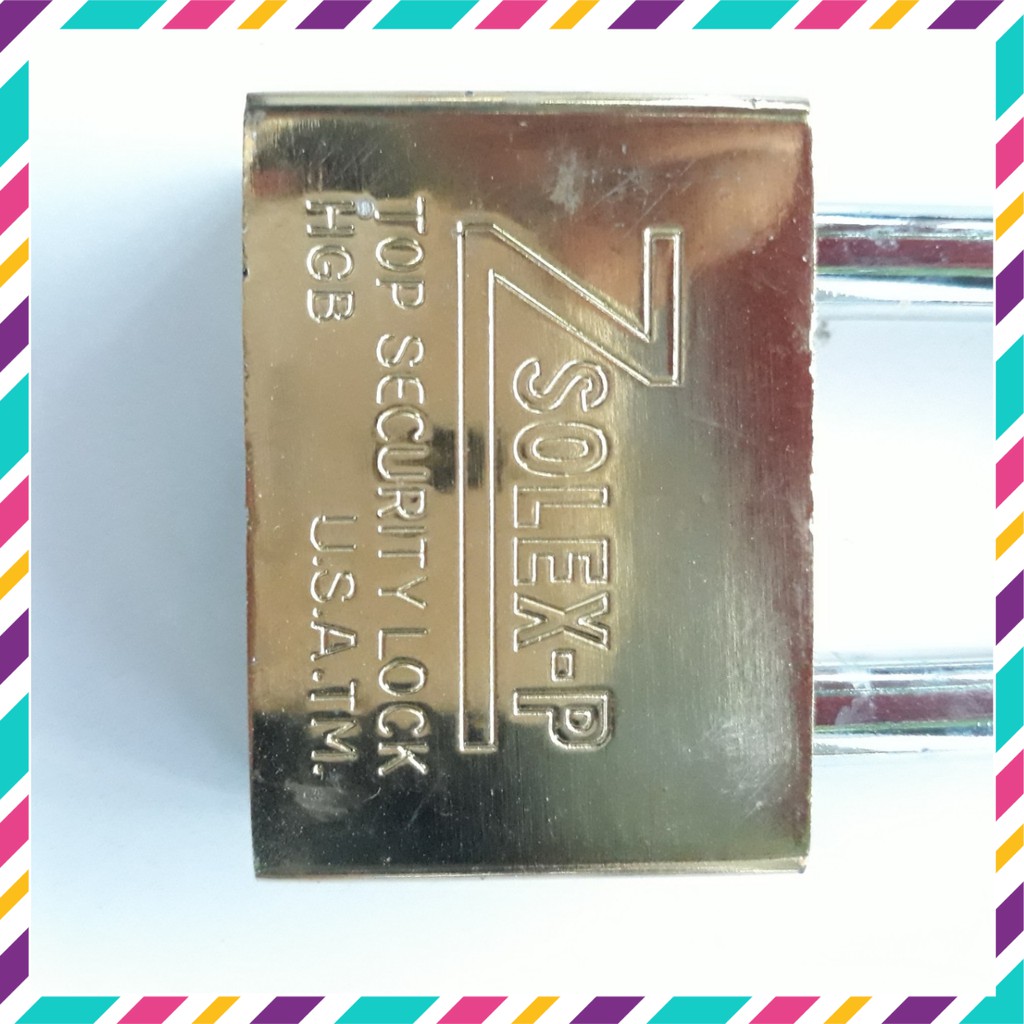 Z SOLEX-P
TOP SECURITY LOCK
HGB U.S.A.TM.